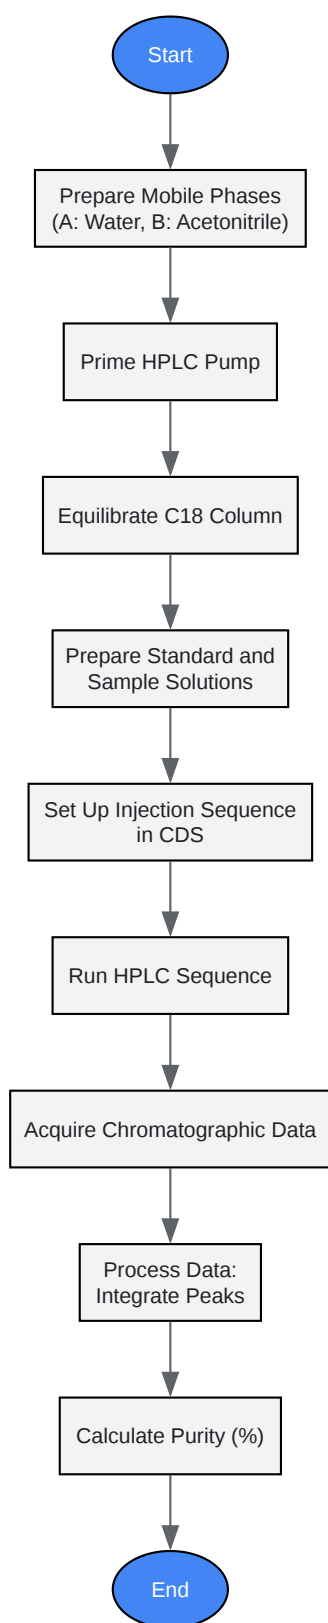 Start
Prepare Mobile Phases
(A: Water, B: Acetonitrile)
Prime HPLC Pump
Equilibrate C18 Column
Prepare Standard and
Sample Solutions
Set Up Injection Sequence
in CDS
Run HPLC Sequence
Acquire Chromatographic Data
Process Data:
Integrate Peaks
Calculate Purity (%)
End